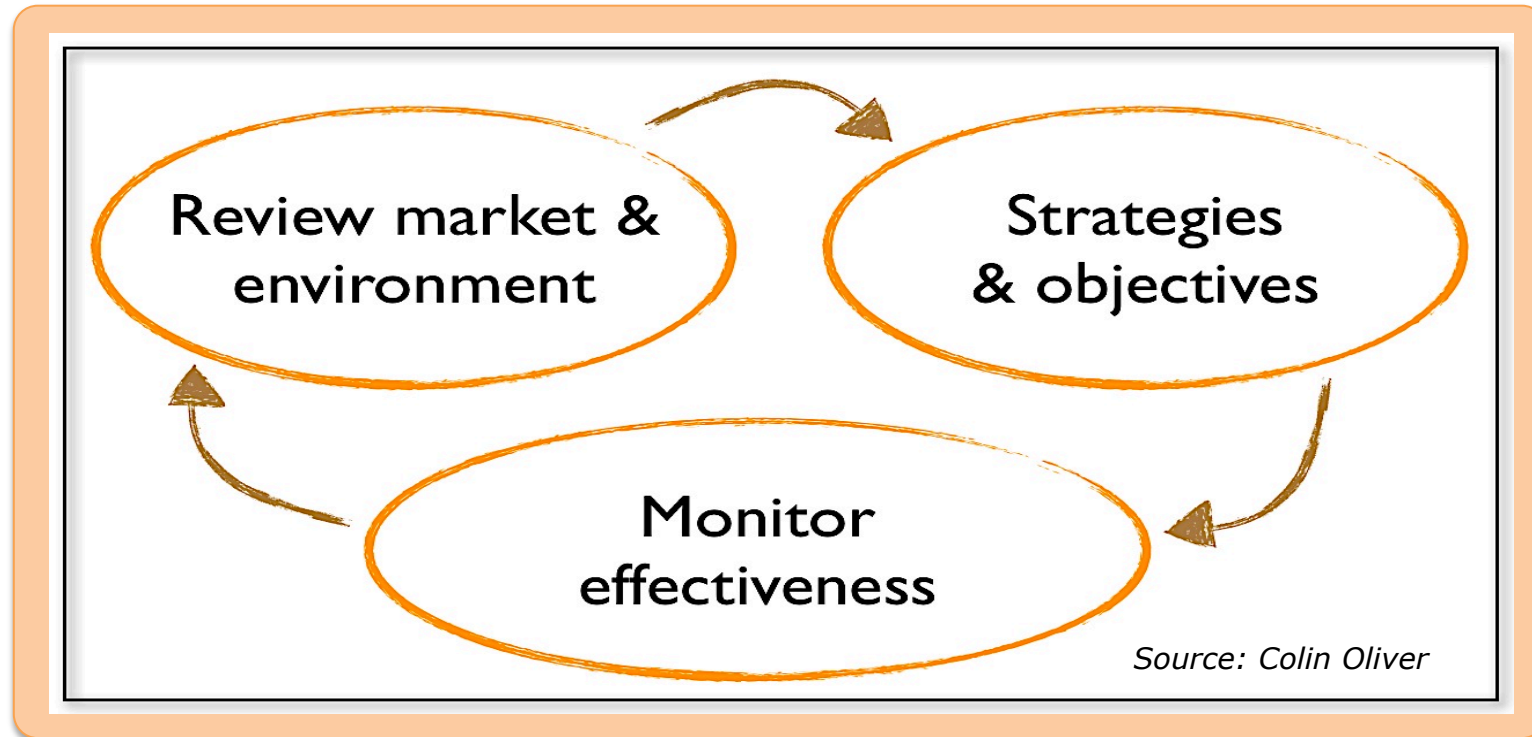 Review market &
environment
Strategies
& objectives
Monitor
effectiveness
Source: Colin Oliver